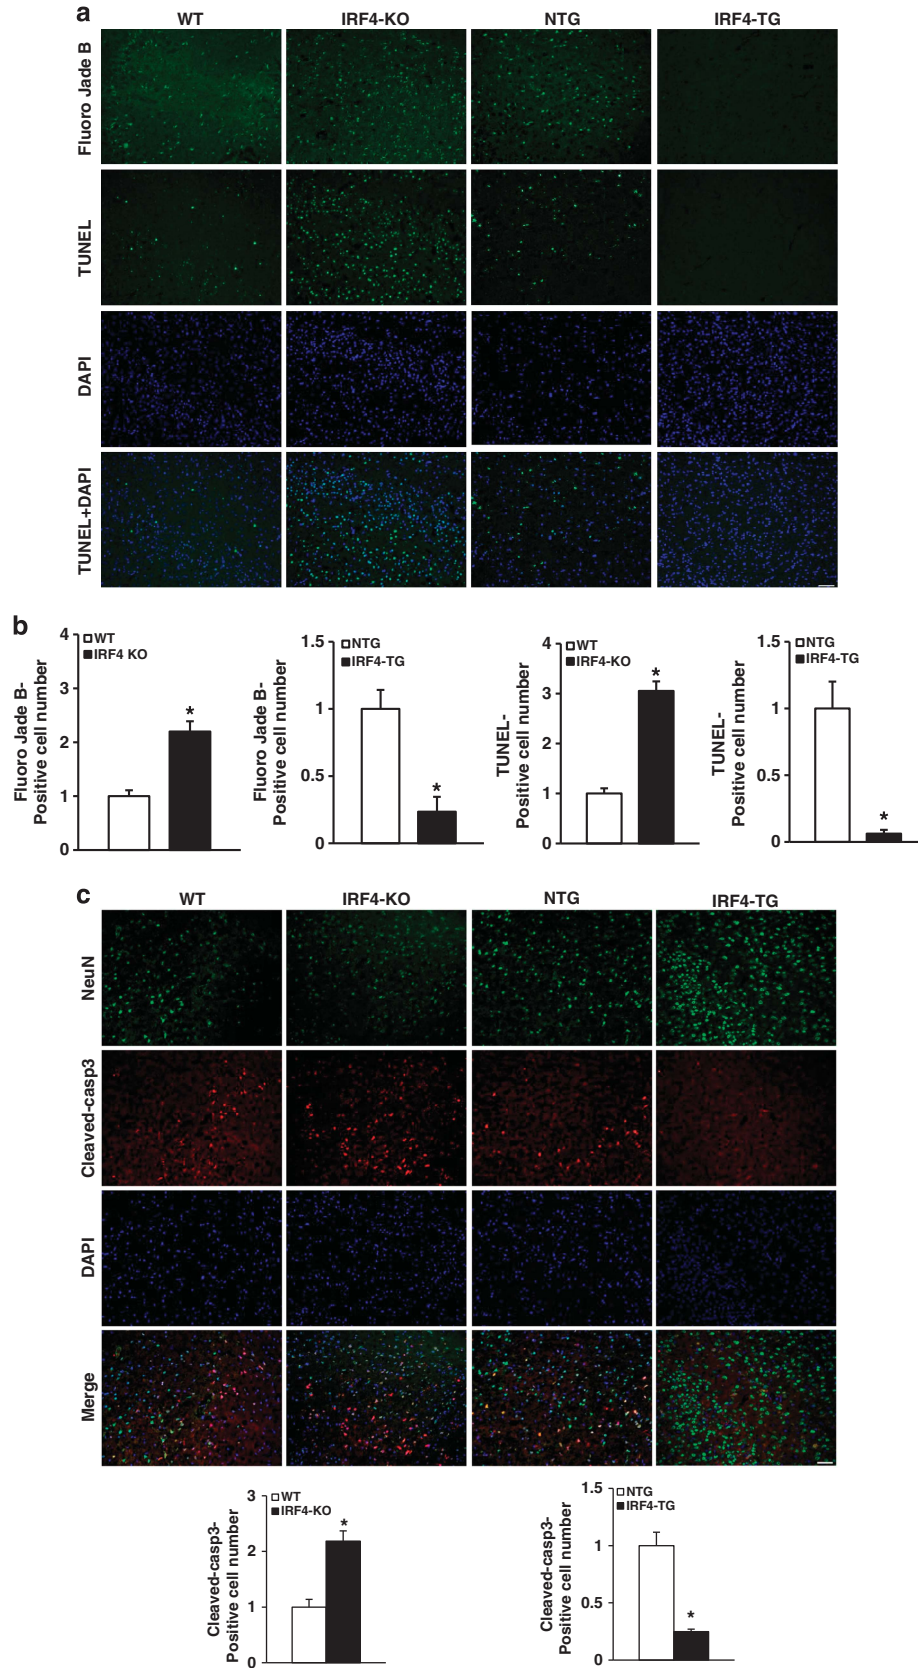 a
WT
IRF4-KO
NTG
IRF4-TG
Fluoro Jade B
TUNEL
DAPI
TUNEL+DAPI
b
Fluoro Jade B-
Positive cell number
4
3
2
1
0
WT
IRF4 KO
*
Fluoro Jade B-
Positive cell number
1.5
1
0.5
0
NTG
IRF4-TG
*
TUNEL-
Positive cell number
4
3
2
1
0
WT
IRF4-KO
*
TUNEL-
Positive cell number
1.5
1
0.5
0
NTG
IRF4-TG
*
c
WT
IRF4-KO
NTG
IRF4-TG
NeuN
Cleaved-casp3
DAPI
Merge
Cleaved-casp3-
Positive cell number
3
2
1
0
WT
IRF4-KO
*
Cleaved-casp3-
Positive cell number
1.5
1
0.5
0
NTG
IRF4-TG
*